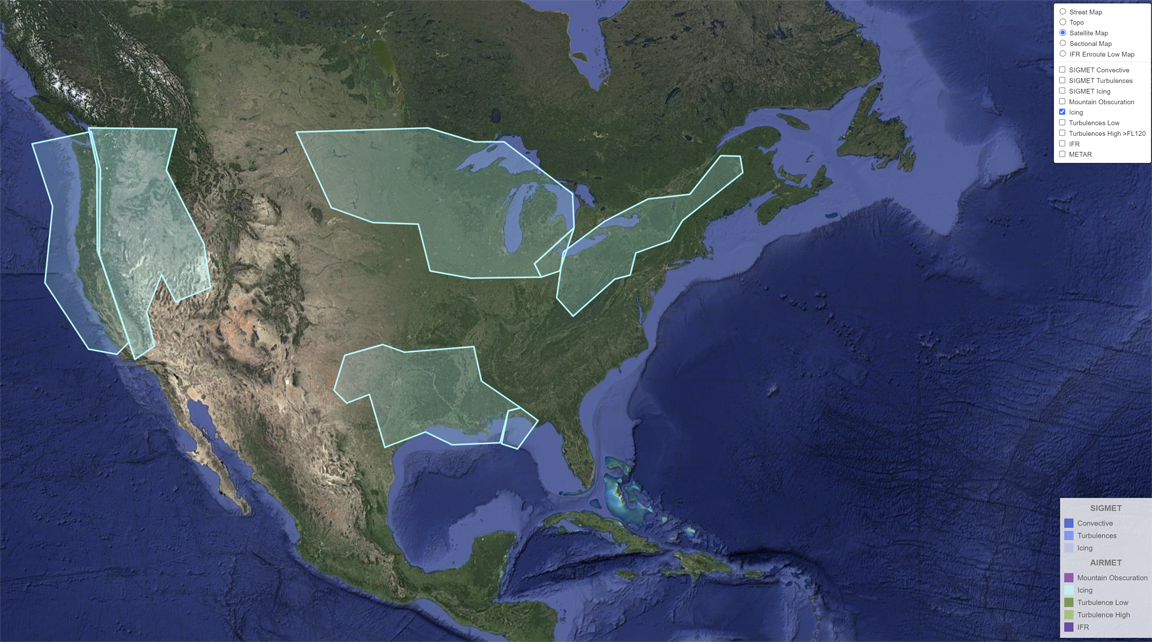 Street Map
Topo
Satellite Map
Sectional Map
IFR Enroute Low Map
SIGMET Convective
SIGMET Turbulences
SIGMET Icing
Mountain Obscuration
Icing
Turbulences Low
Turbulences High >FL120
IFR
METAR
SIGMET
Convective
Turbulences
Icing
AIRMET
Mountain Obscuration
Icing
Turbulence Low
Turbulence High
IFR